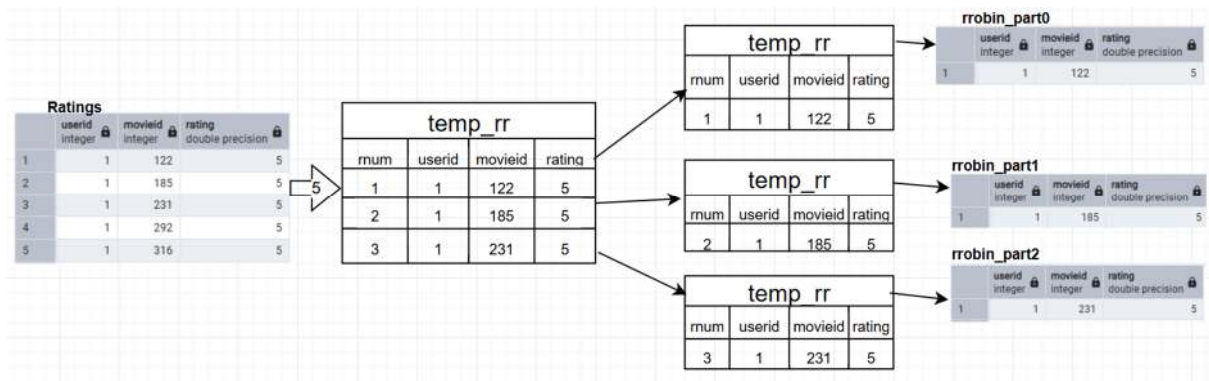 Ratings
userid integer movieid integer rating double precision
1 1 122 5
2 1 185 5
3 1 231 5
4 1 292 5
5 1 316 5
5
temp_rr
rnum userid movieid rating
1 1 122 5
2 1 185 5
3 1 231 5
temp_rr
rnum userid movieid rating
1 1 122 5
temp_rr
rnum userid movieid rating
2 1 185 5
temp_rr
rnum userid movieid rating
3 1 231 5
rrobin_part0
userid integer movieid integer rating double precision
1 1 122 5
rrobin_part1
userid integer movieid integer rating double precision
1 1 185 5
rrobin_part2
userid integer movieid integer rating double precision
1 1 231 5